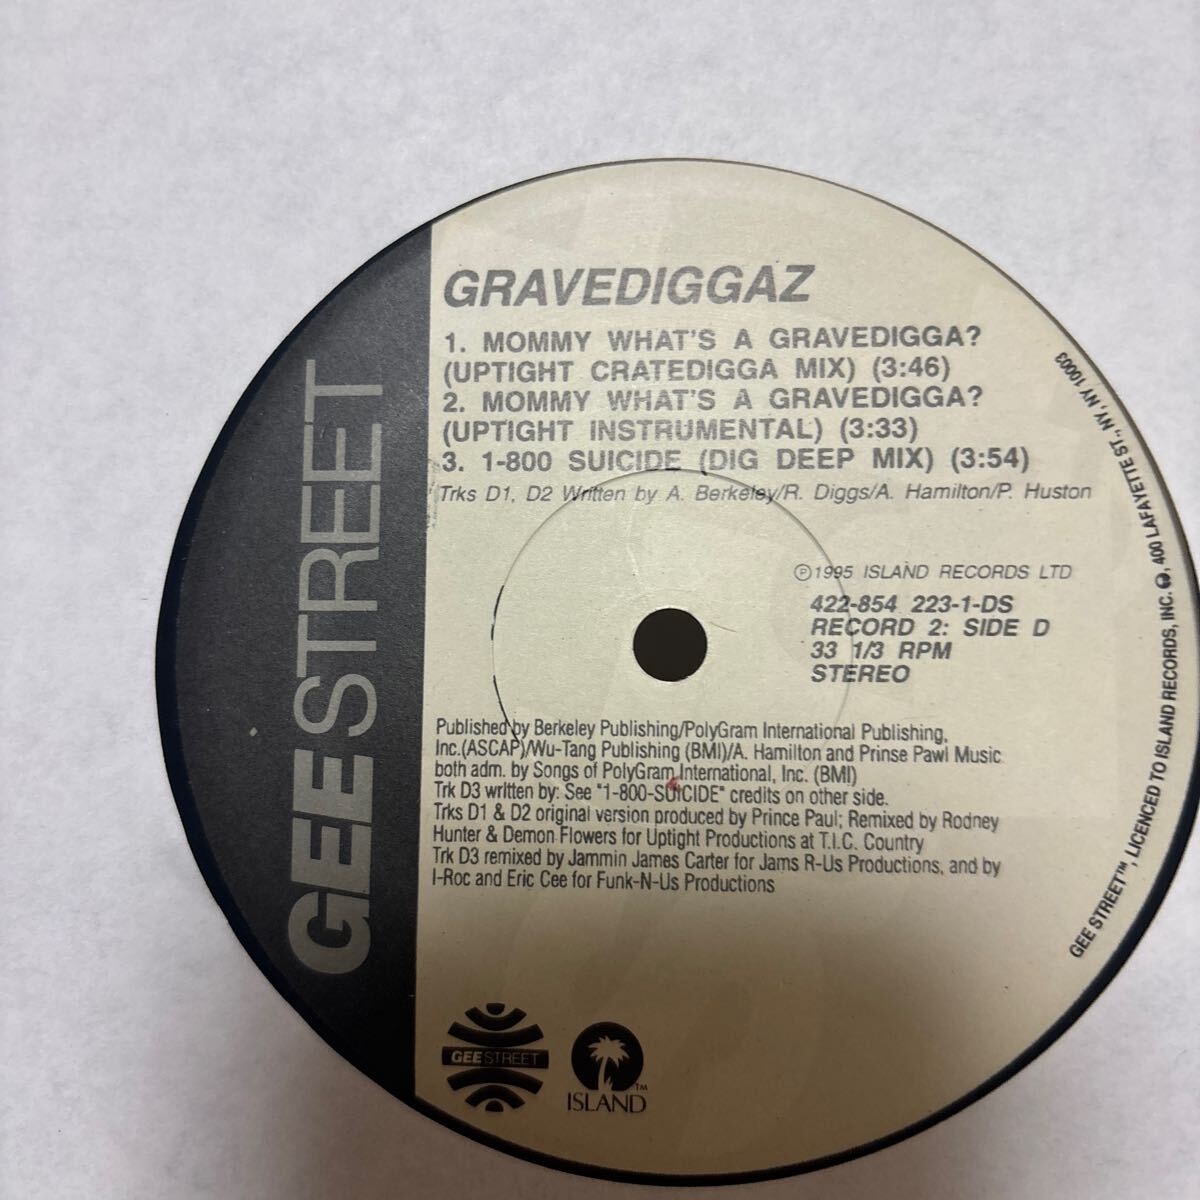 GEE STREET
GRAVEDIGGAZ
1. MOMMY WHAT'S A GRAVEDIGGA?
(UPTIGHT CRATEDIGGA MIX) (3:46)
2. MOMMY WHAT'S A GRAVEDIGGA?
(UPTIGHT INSTRUMENTAL) (3:33)
3. 1-800 SUICIDE (DIG DEEP MIX) (3:54)
Trks D1, D2 Written by A. Berkeley/R. Diggs/A. Hamilton/P. Huston
℗1995 ISLAND RECORDS LTD
422-854 223-1-DS
RECORD 2: SIDE D
33 1/3 RPM
STEREO
Published by Berkeley Publishing/PolyGram International Publishing,
Inc.(ASCAP)/Wu-Tang Publishing (BMI)/A. Hamilton and Prinse Pawl Music
both adm. by Songs of PolyGram International, Inc. (BMI)
Trk D3 written by: See "1-800-SUICIDE" credits on other side.
Trks D1 & D2 original version produced by Prince Paul; Remixed by Rodney
Hunter & Demon Flowers for Uptight Productions at T.I.C. Country
Trk D3 remixed by Jammin James Carter for Jams R-Us Productions, and by
I-Roc and Eric Cee for Funk-N-Us Productions
GEE STREET™, LICENCED TO ISLAND RECORDS, INC. ℗, 400 LAFAYETTE ST., NY, NY 10003
GEE STREET
ISLAND™